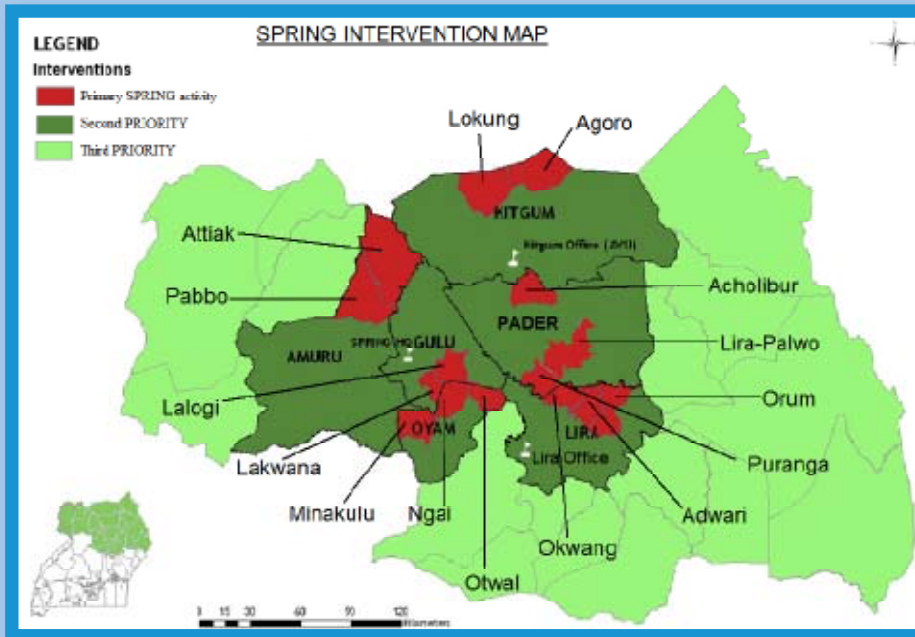 SPRING INTERVENTION MAP
LEGEND
Interventions
Primary SPRING activity
Second PRIORITY
Third PRIORITY
Lokung
Agoro
KITGUM
Attiak
Kitgum Office
Acholibur
Pabbo
PADER
SPRING HQ
GULU
Lira-Palwo
AMURU
Lalogi
Orum
OYAM
LIRA
Lakwana
Lira Office
Puranga
Minakulu
Ngai
Adwari
Okwang
Otwal
0 15 30 60 90 120
Kilometers